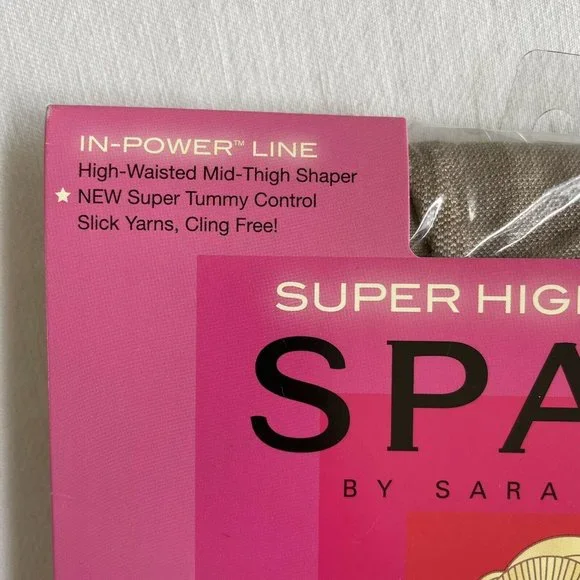 IN-POWER™ LINE
High-Waisted Mid-Thigh Shaper
★ NEW Super Tummy Control
Slick Yarns, Cling Free!
SUPER HIG
SPA
BY SARA